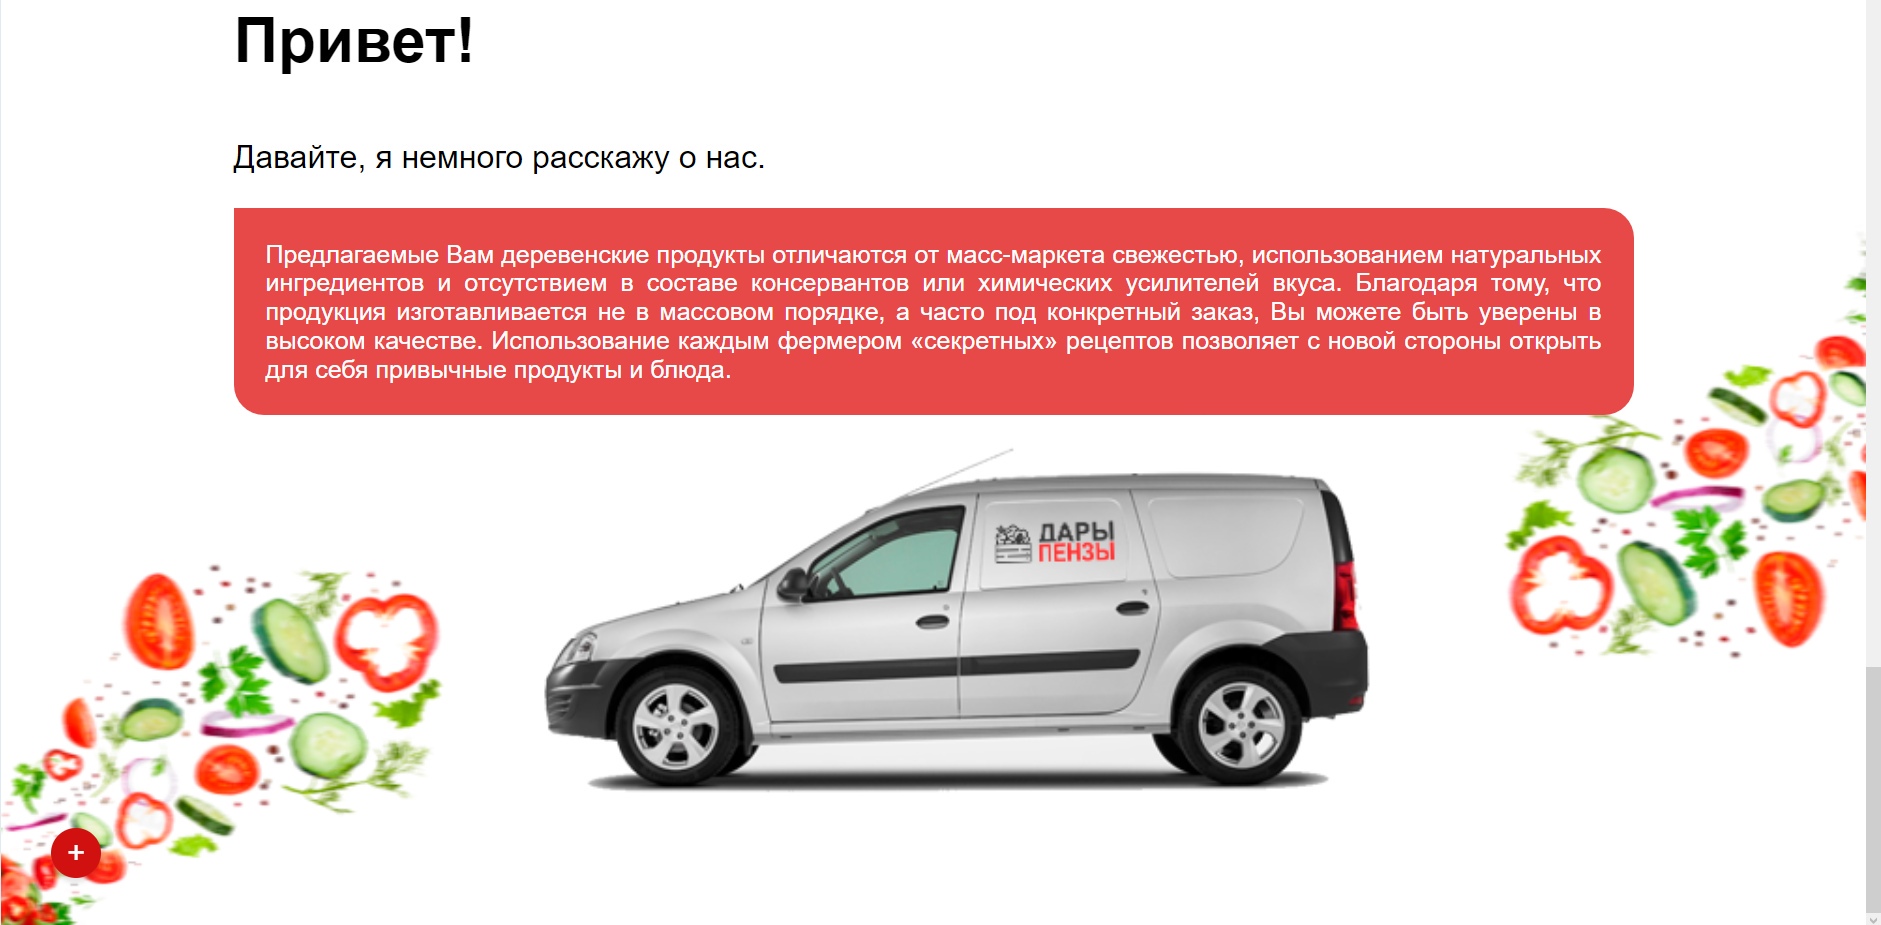 Привет!
Давайте, я немного расскажу о нас.
Предлагаемые Вам деревенские продукты отличаются от масс-маркета свежестью, использованием натуральных
ингредиентов и отсутствием в составе консервантов или химических усилителей вкуса. Благодаря тому, что
продукция изготавливается не в массовом порядке, а часто под конкретный заказ, Вы можете быть уверены в
высоком качестве. Использование каждым фермером «секретных» рецептов позволяет с новой стороны открыть
для себя привычные продукты и блюда.
ДАРЫ
ПЕНЗЫ
+